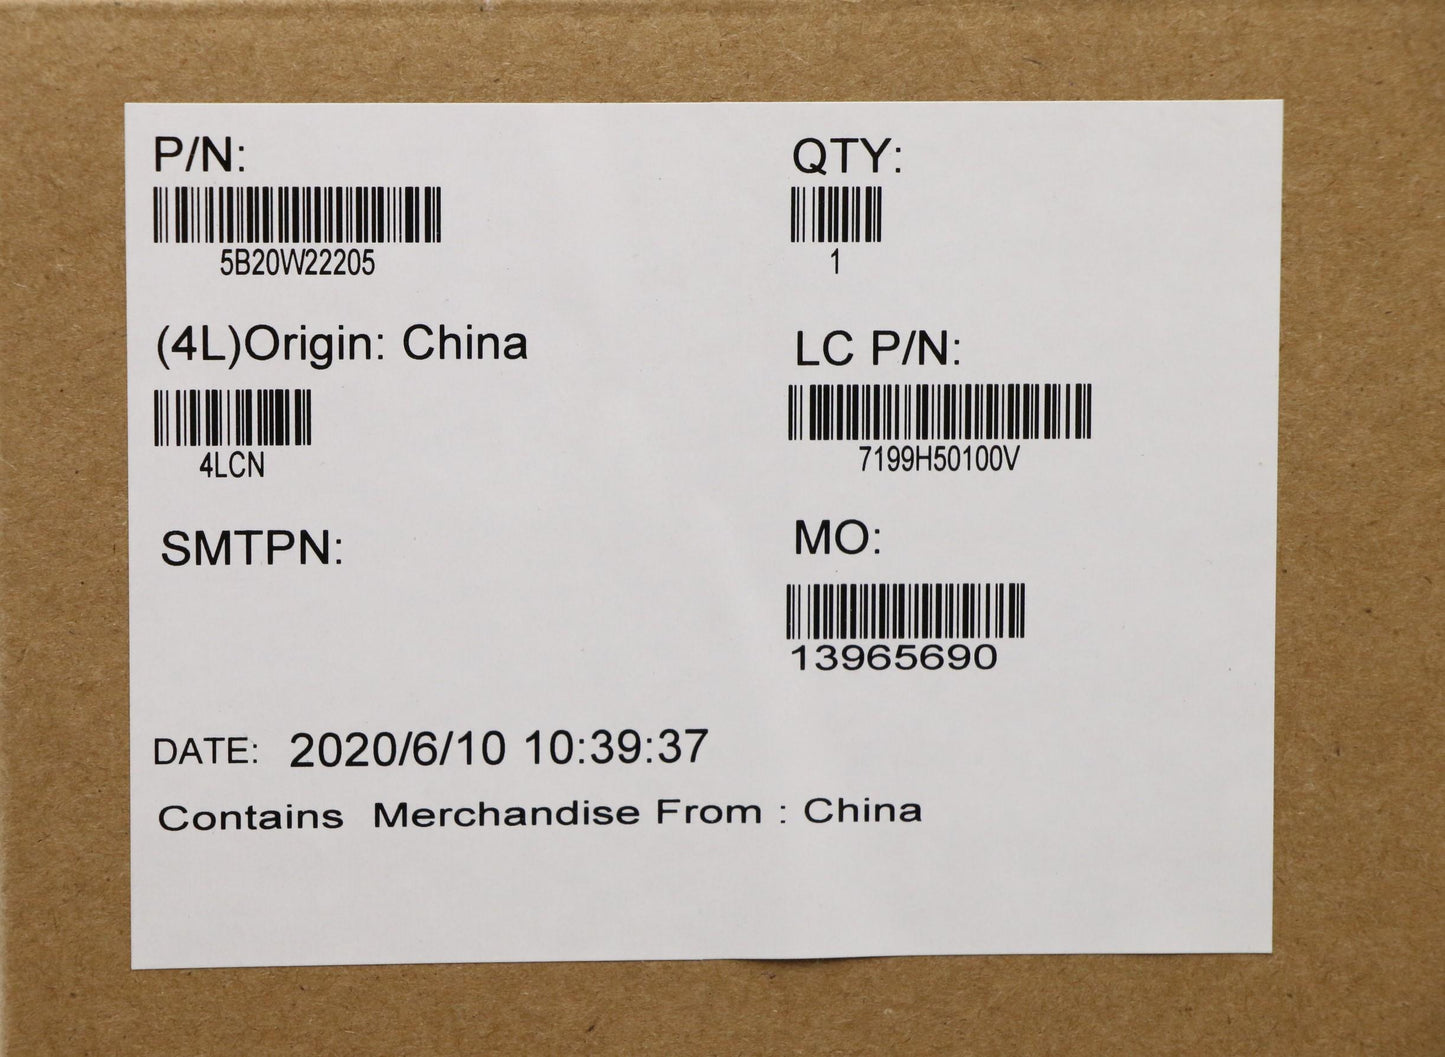 P/N:
5B20W22205
QTY:
1
(4L)Origin: China
4LCN
LC P/N:
7199H50100V
SMTPN:
MO:
13965690
DATE: 2020/6/10 10:39:37
Contains Merchandise From : China